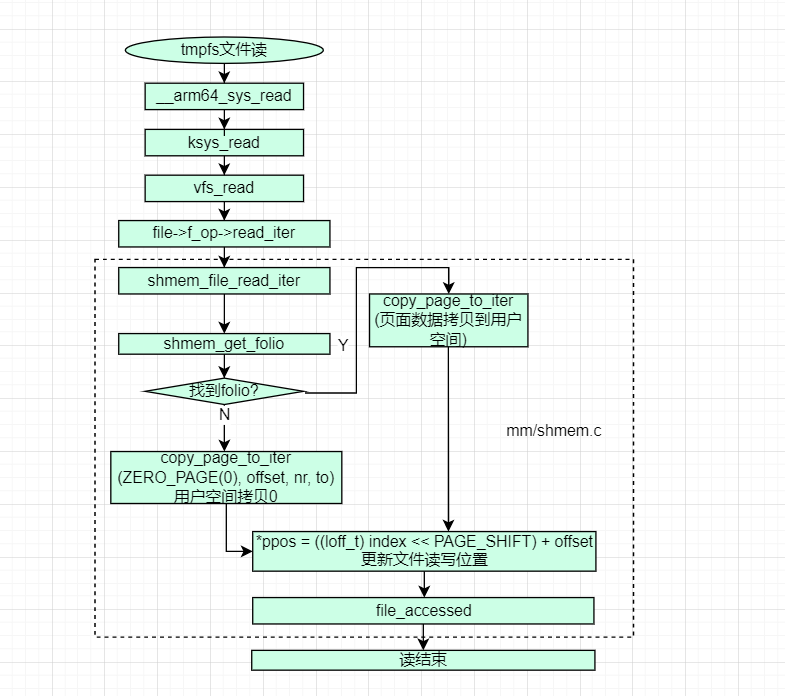 tmpfs文件读
__arm64_sys_read
ksys_read
vfs_read
file->f_op->read_iter
shmem_file_read_iter
shmem_get_folio
找到folio?
Y
copy_page_to_iter
(页面数据拷贝到用户
空间)
N
copy_page_to_iter
(ZERO_PAGE(0), offset, nr, to)
用户空间拷贝0
mm/shmem.c
*ppos = ((loff_t) index << PAGE_SHIFT) + offset
更新文件读写位置
file_accessed
读结束